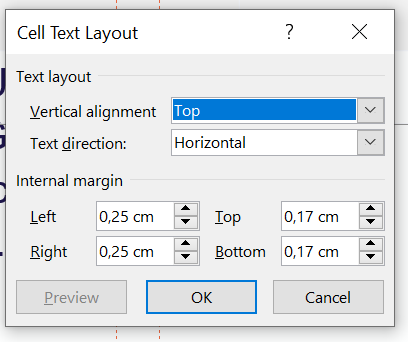 Cell Text Layout
Text layout
Vertical alignment Top
Text direction: Horizontal
Internal margin
Left 0,25 cm Top 0,17 cm
Right 0,25 cm Bottom 0,17 cm
Preview OK Cancel